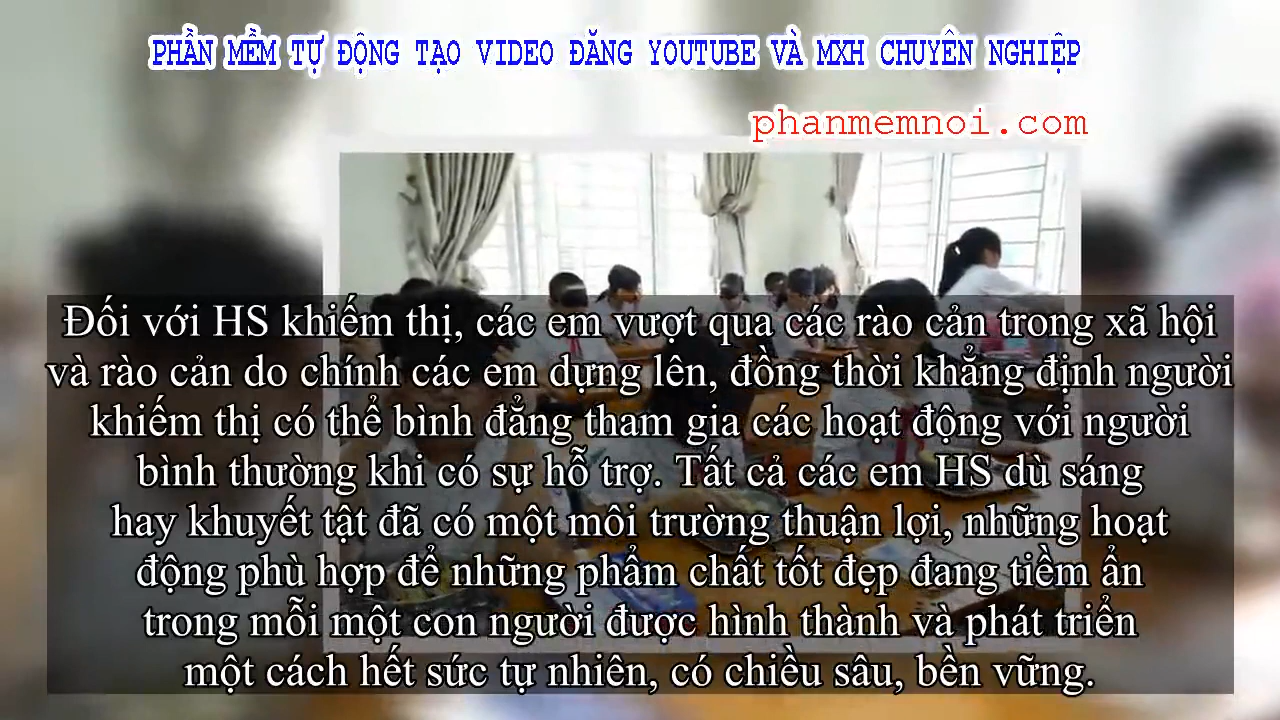 PHẦN MỀM TỰ ĐỘNG TẠO VIDEO ĐĂNG YOUTUBE VÀ MXH CHUYÊN NGHIỆP
phanmemnoi.com
Đối với HS khiếm thị, các em vượt qua các rào cản trong xã hội
và rào cản do chính các em dựng lên, đồng thời khẳng định người
khiếm thị có thể bình đẳng tham gia các hoạt động với người
bình thường khi có sự hỗ trợ. Tất cả các em HS dù sáng
hay khuyết tật đã có một môi trường thuận lợi, những hoạt
động phù hợp để những phẩm chất tốt đẹp đang tiềm ẩn
trong mỗi một con người được hình thành và phát triển
một cách hết sức tự nhiên, có chiều sâu, bền vững.